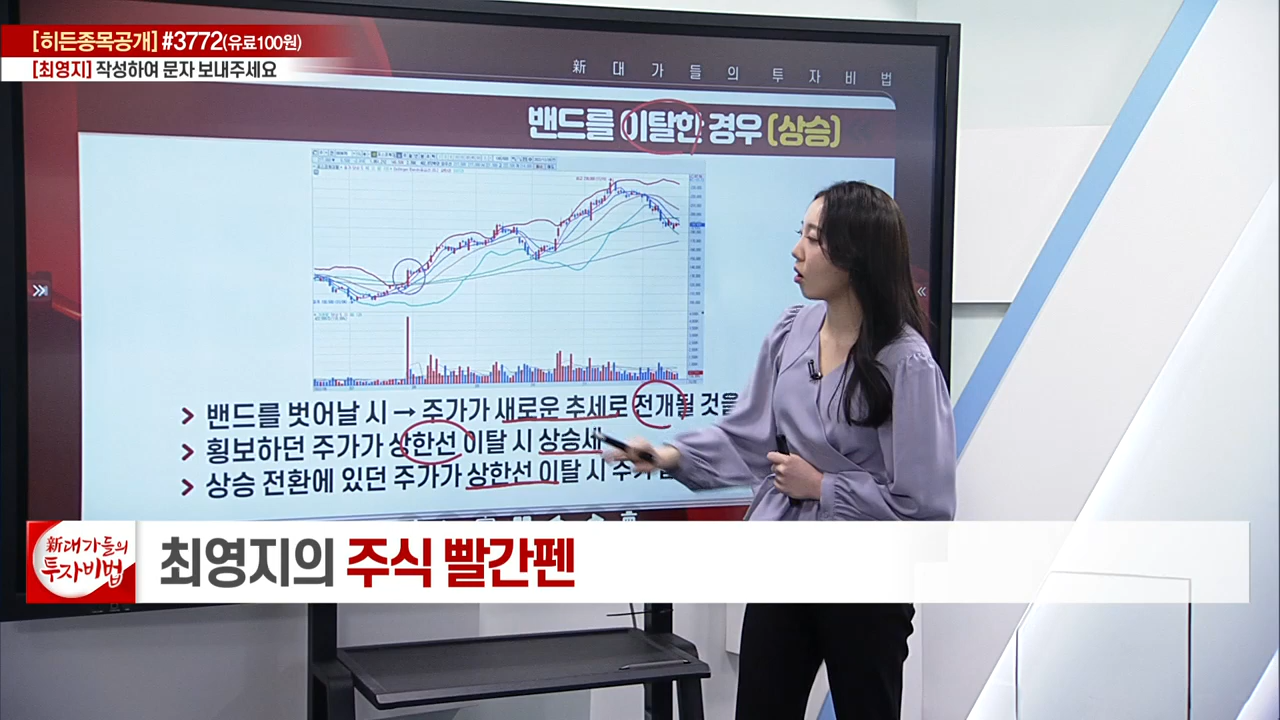 [히든종목공개] #3772(유료100원)
[최영지] 작성하여 문자 보내주세요
新대가들의투자비법
밴드를 이탈한 경우 (상승)
밴드를 벗어날 시 → 주가가 새로운 추세로 전개될 것을
횡보하던 주가가 상한선 이탈 시 상승세
상승 전환에 있던 주가가 상한선 이탈 시 주가
新대가들의
투자비법
최영지의 주식 빨간펜